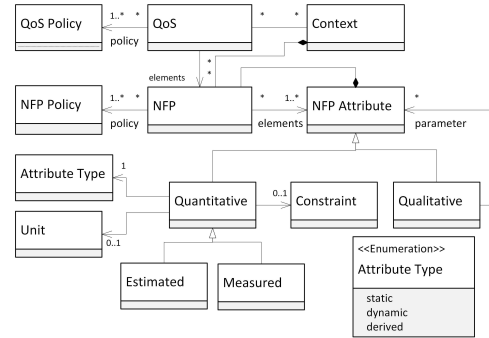 QoS Policy
1..*
*
policy
QoS
*
*
Context
*
*
elements
NFP Policy
1..*
*
policy
NFP
*
1..*
elements
NFP Attribute
*
parameter
Attribute Type
1
Quantitative
0..1
Constraint
Qualitative
Unit
0..1
Estimated
Measured
<<Enumeration>>
Attribute Type
static
dynamic
derived